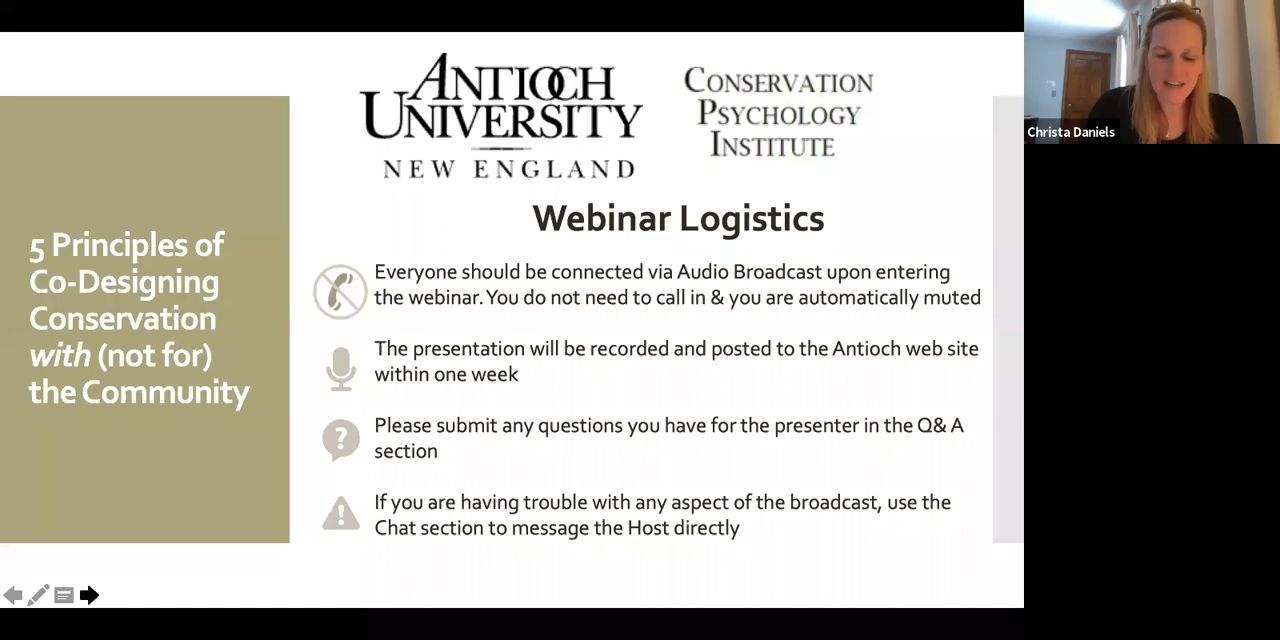 ANTIOCH
UNIVERSITY
NEW ENGLAND
CONSERVATION
PSYCHOLOGY
INSTITUTE
Christa Daniels
5 Principles of
Co-Designing
Conservation
with (not for)
the Community
Webinar Logistics
Everyone should be connected via Audio Broadcast upon entering
the webinar. You do not need to call in & you are automatically muted
The presentation will be recorded and posted to the Antioch web site
within one week
Please submit any questions you have for the presenter in the Q& A
section
If you are having trouble with any aspect of the broadcast, use the
Chat section to message the Host directly